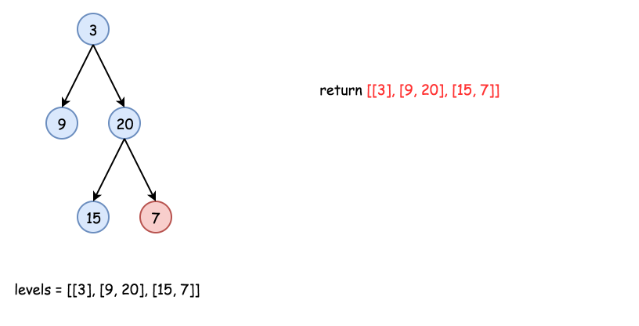 3
return [[3], [9, 20], [15, 7]]
9
20
15
7
levels = [[3], [9, 20], [15, 7]]